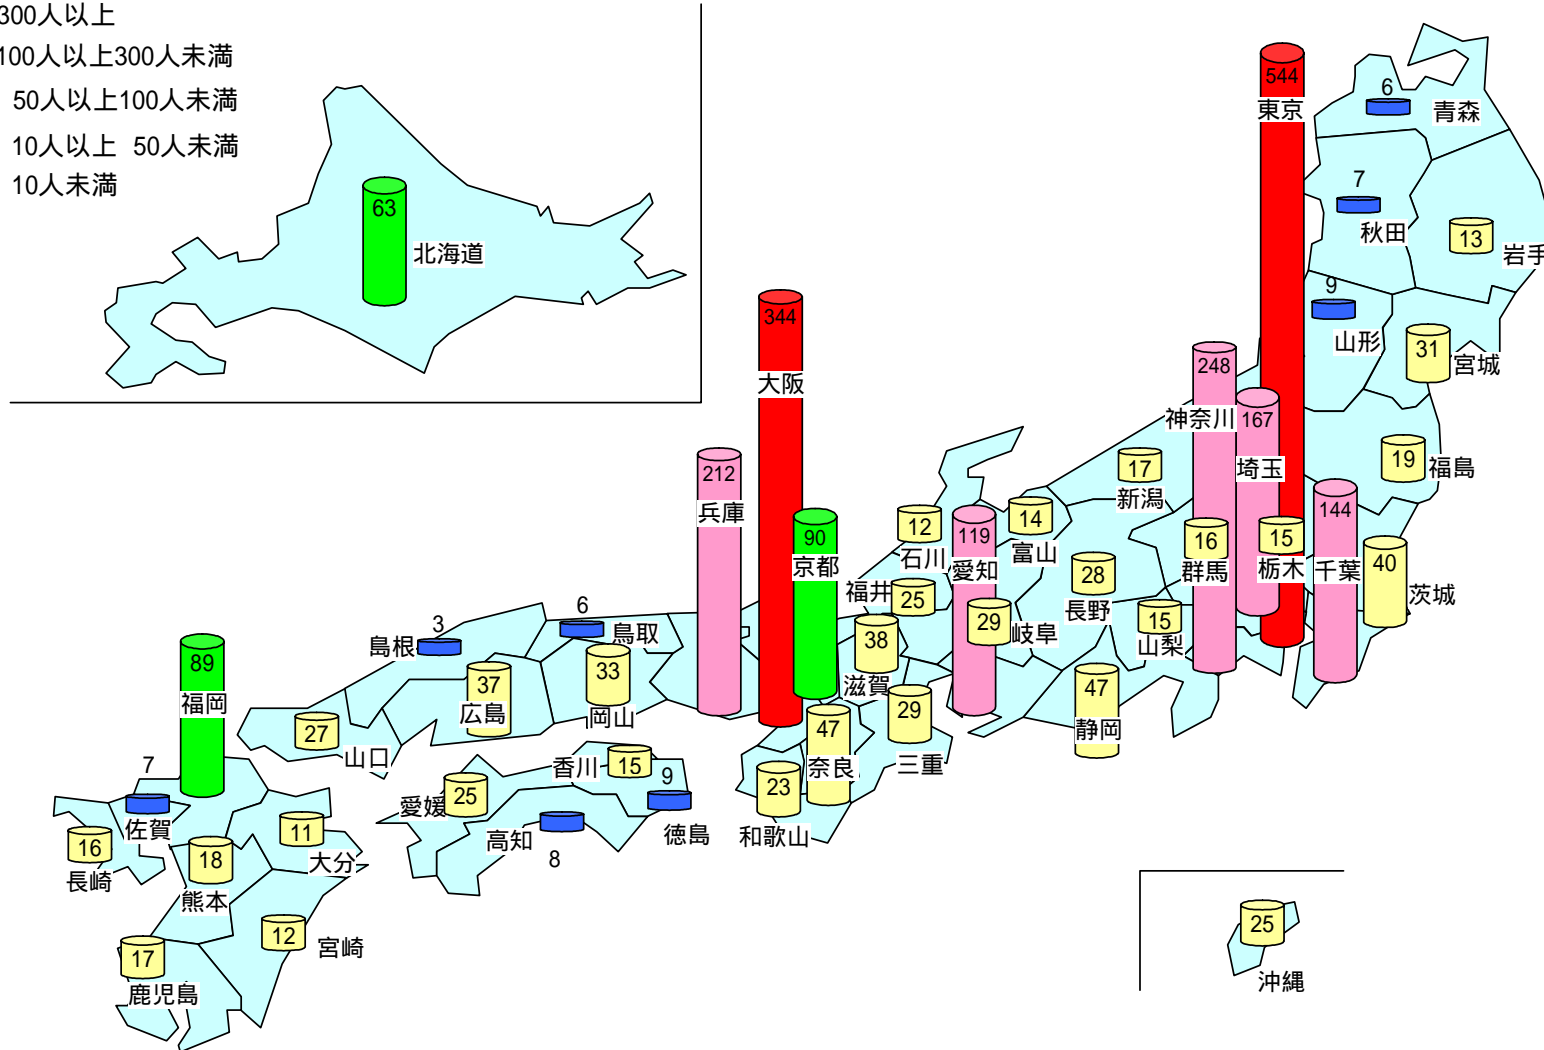 300人以上
100人以上300人未満
50人以上100人未満
10人以上 50人未満
10人未満
63
北海道
544
東京
6
青森
7
秋田
13
岩手
9
山形
31
宮城
344
大阪
248
神奈川
167
埼玉
19
福島
17
新潟
212
兵庫
144
千葉
90
京都
12
石川
119
愛知
14
富山
16
群馬
15
栃木
40
茨城
福井
25
28
長野
3
島根
6
鳥取
38
滋賀
29
岐阜
15
山梨
89
福岡
37
広島
33
岡山
47
静岡
27
山口
29
三重
47
奈良
香川
15
7
佐賀
愛媛
25
9
徳島
23
和歌山
高知
8
16
長崎
11
大分
18
熊本
12
宮崎
17
鹿児島
25
沖縄